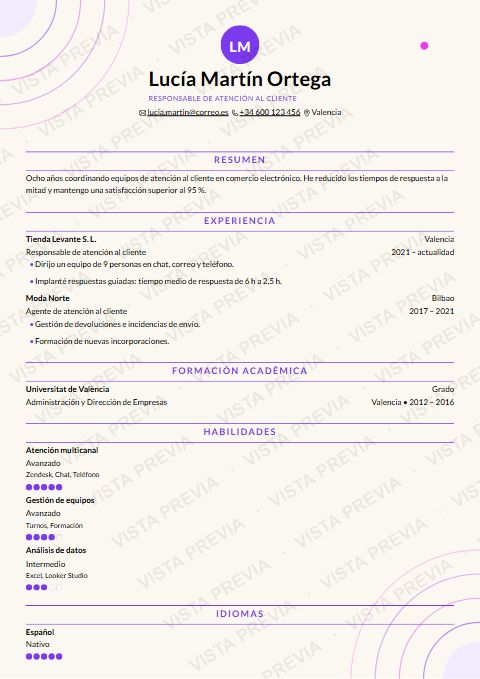 LM
Lucía Martín Ortega
RESPONSABLE DE ATENCIÓN AL CLIENTE
lucia.martin@correo.es +34 600 123 456 Valencia
RESUMEN
Ocho años coordinando equipos de atención al cliente en comercio electrónico. He reducido los tiempos de respuesta a la
mitad y mantengo una satisfacción superior al 95 %.
EXPERIENCIA
Tienda Levante S. L. Valencia
Responsable de atención al cliente 2021 – actualidad
• Dirijo un equipo de 9 personas en chat, correo y teléfono.
• Implanté respuestas guiadas: tiempo medio de respuesta de 6 h a 2,5 h.
Moda Norte Bilbao
Agente de atención al cliente 2017 – 2021
• Gestión de devoluciones e incidencias de envío.
• Formación de nuevas incorporaciones.
FORMACIÓN ACADÉMICA
Universitat de València Grado
Administración y Dirección de Empresas Valencia • 2012 – 2016
HABILIDADES
Atención multicanal
Avanzado
Zendesk, Chat, Teléfono
Gestión de equipos
Avanzado
Turnos, Formación
Análisis de datos
Intermedio
Excel, Looker Studio
IDIOMAS
Español
Nativo
VISTA PREVIA